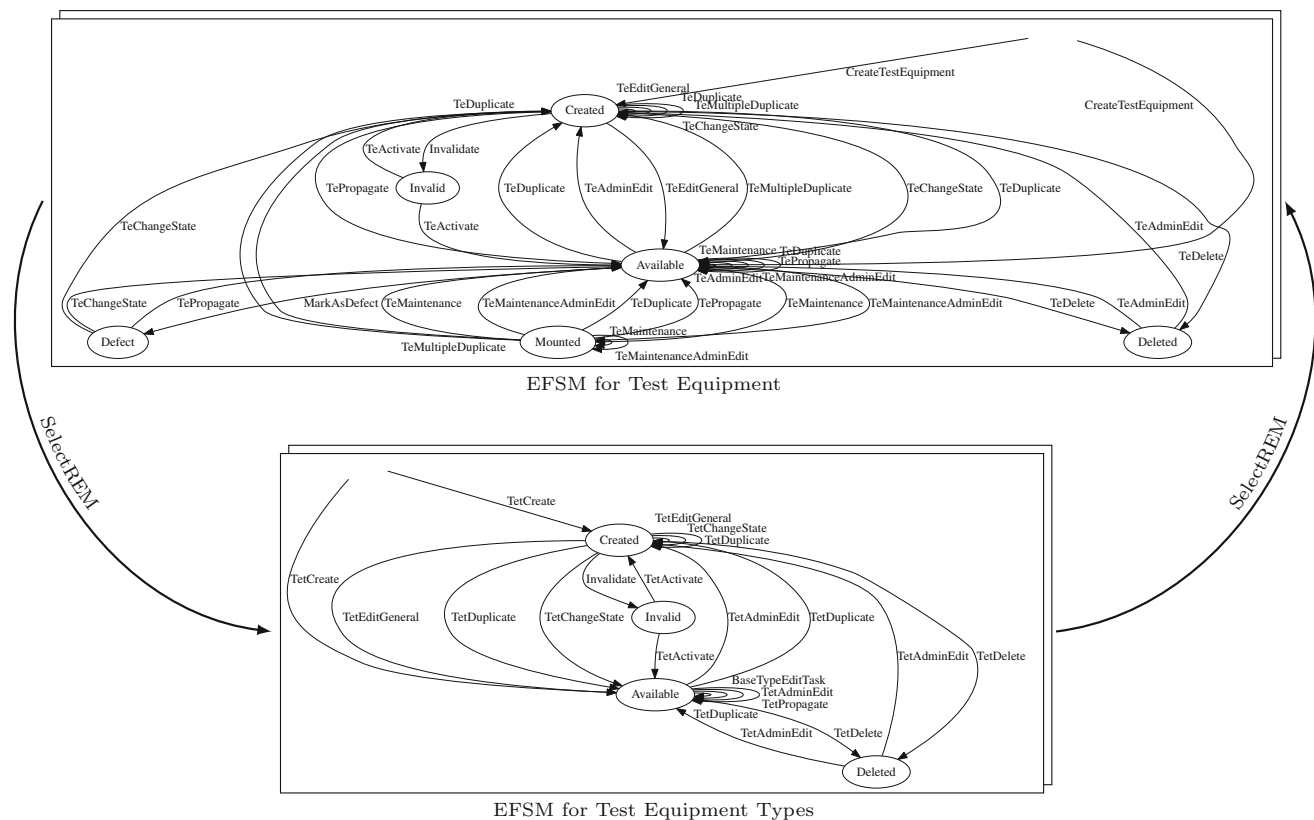 CreateTestEquipment
TeEditGeneral
TeDuplicate
TeDuplicate
TeMultipleDuplicate
CreateTestEquipment
Created
TeChangeState
TeActivate
Invalidate
Invalid
TePropagate
TeDuplicate
TeAdminEdit
TeEditGeneral
TeMultipleDuplicate
TeChangeState
TeDuplicate
TeChangeState
TeActivate
TeAdminEdit
TeMaintenance
TeDuplicate
TePropagate
TeDelete
Available
TeAdminEdit
TeMaintenanceAdminEdit
TeChangeState
TePropagate
MarkAsDefect
TeMaintenance
TeMaintenanceAdminEdit
TeDuplicate
TePropagate
TeMaintenance
TeMaintenanceAdminEdit
TeDelete
TeAdminEdit
Defect
TeMultipleDuplicate
Mounted
TeMaintenance
TeMaintenanceAdminEdit
Deleted
EFSM for Test Equipment
SelectREM
SelectREM
TetCreate
TetEditGeneral
TetChangeState
TetDuplicate
Created
TetCreate
Invalidate
TetActivate
TetEditGeneral
TetDuplicate
TetChangeState
Invalid
TetAdminEdit
TetDuplicate
TetActivate
TetAdminEdit
TetDelete
Available
BaseTypeEditTask
TetAdminEdit
TetPropagate
TetDuplicate
TetAdminEdit
TetDelete
Deleted
EFSM for Test Equipment Types